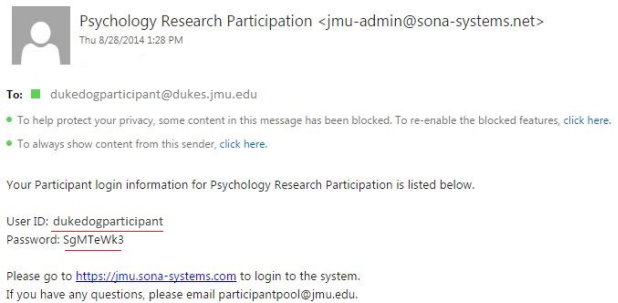 Psychology Research Participation <jmu-admin@sona-systems.net>
Thu 8/28/2014 1:28 PM
To: dukedogparticipant@dukes.jmu.edu
To help protect your privacy, some content in this message has been blocked. To re-enable the blocked features, click here.
To always show content from this sender, click here.
Your Participant login information for Psychology Research Participation is listed below.
User ID: dukedogparticipant
Password: SgMTeWk3
Please go to https://jmu.sona-systems.com to login to the system.
If you have any questions, please email participantpool@jmu.edu.